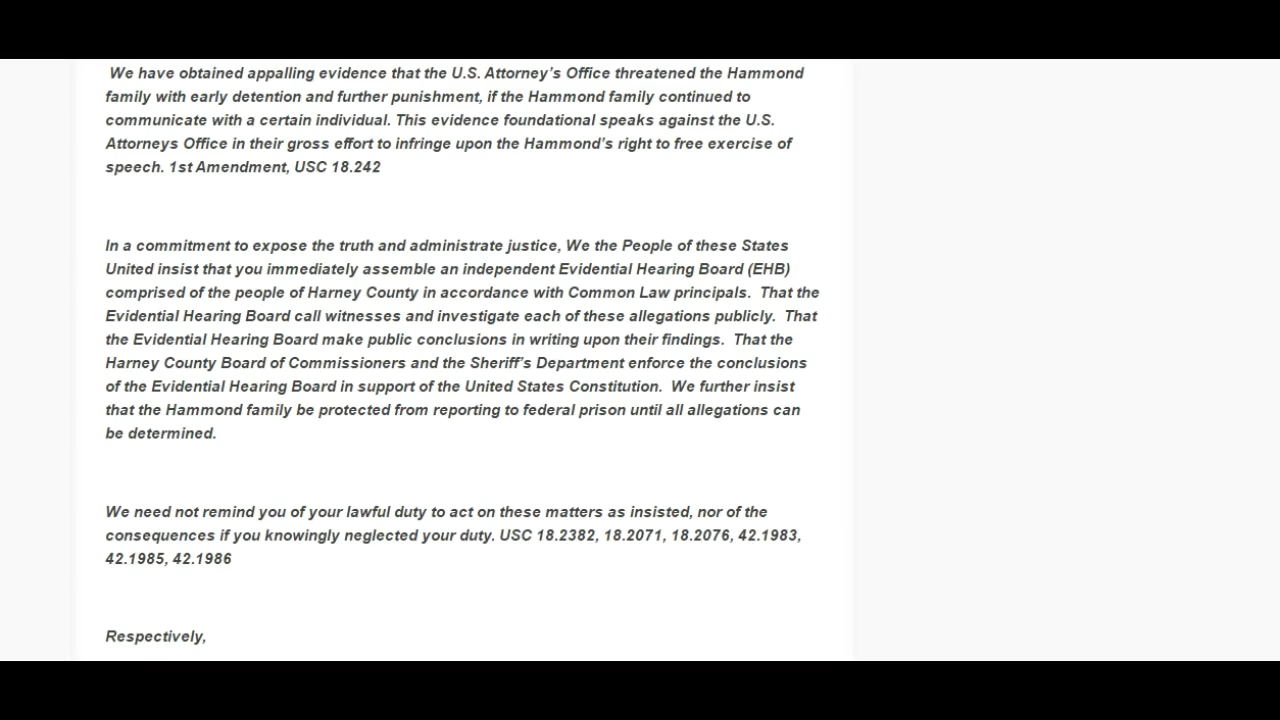 We have obtained appalling evidence that the U.S. Attorney's Office threatened the Hammond
family with early detention and further punishment, if the Hammond family continued to
communicate with a certain individual. This evidence foundational speaks against the U.S.
Attorneys Office in their gross effort to infringe upon the Hammond's right to free exercise of
speech. 1st Amendment, USC 18.242
In a commitment to expose the truth and administrate justice, We the People of these States
United insist that you immediately assemble an independent Evidential Hearing Board (EHB)
comprised of the people of Harney County in accordance with Common Law principals.  That the
Evidential Hearing Board call witnesses and investigate each of these allegations publicly.  That
the Evidential Hearing Board make public conclusions in writing upon their findings.  That the
Harney County Board of Commissioners and the Sheriff's Department enforce the conclusions
of the Evidential Hearing Board in support of the United States Constitution.  We further insist
that the Hammond family be protected from reporting to federal prison until all allegations can
be determined.
We need not remind you of your lawful duty to act on these matters as insisted, nor of the
consequences if you knowingly neglected your duty. USC 18.2382, 18.2071, 18.2076, 42.1983,
42.1985, 42.1986
Respectively,